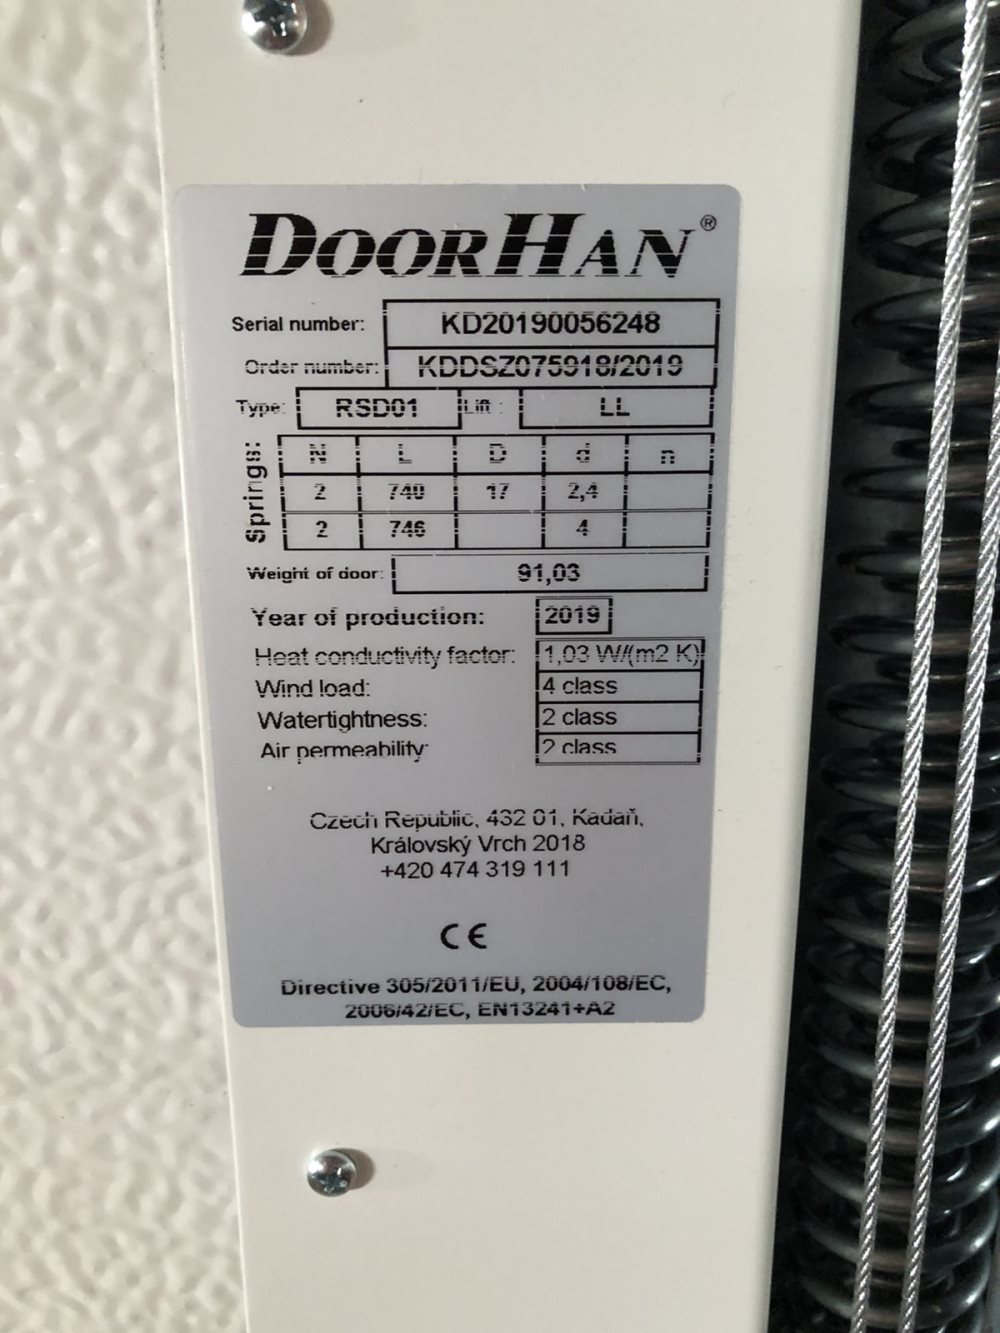 DOORHAN®
Serial number: KD20190056248
Order number: KDDSZ075918/2019
Type: RSD01 Lift : LL
Springs:
N L D d n
2 740 17 2,4
2 746 4
Weight of door: 91,03
Year of production: 2019
Heat conductivity factor: 1,03 W/(m2 K)
Wind load: 4 class
Watertightness: 2 class
Air permeability: 2 class
Czech Republic, 432 01, Kadaň,
Královský Vrch 2018
+420 474 319 111
CE
Directive 305/2011/EU, 2004/108/EC,
2006/42/EC, EN13241+A2